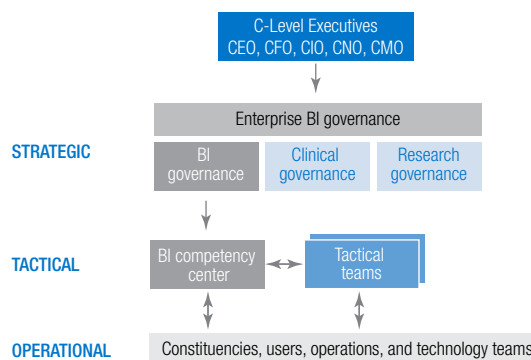 C-Level Executives
CEO, CFO, CIO, CNO, CMO
Enterprise BI governance
STRATEGIC
BI
governance
Clinical
governance
Research
governance
TACTICAL
BI competency
center
Tactical
teams
OPERATIONAL
Constituencies, users, operations, and technology teams